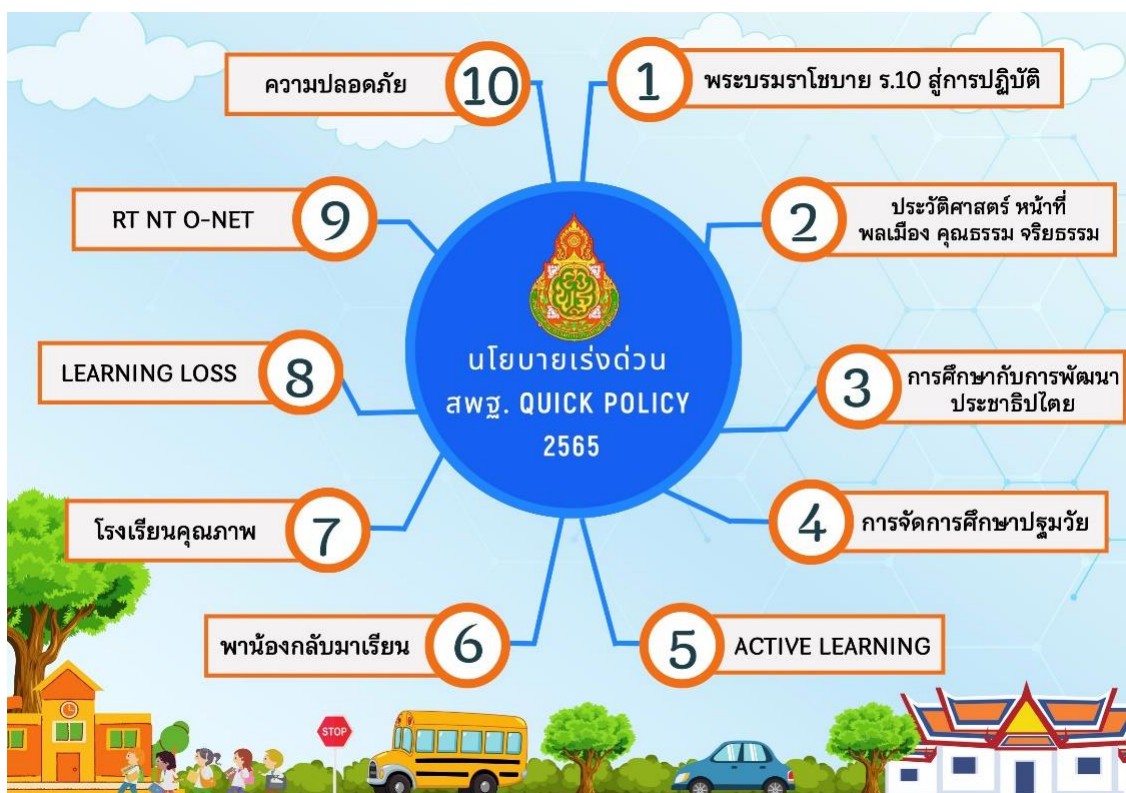 นโยบายเร่งด่วน
สพฐ. QUICK POLICY
2565
1
พระบรมราโชบาย ร.10 สู่การปฏิบัติ
2
ประวัติศาสตร์ หน้าที่
พลเมือง คุณธรรม จริยธรรม
3
การศึกษากับการพัฒนา
ประชาธิปไตย
4
การจัดการศึกษาปฐมวัย
5
ACTIVE LEARNING
6
พาน้องกลับมาเรียน
7
โรงเรียนคุณภาพ
8
LEARNING LOSS
9
RT NT O-NET
10
ความปลอดภัย
STOP